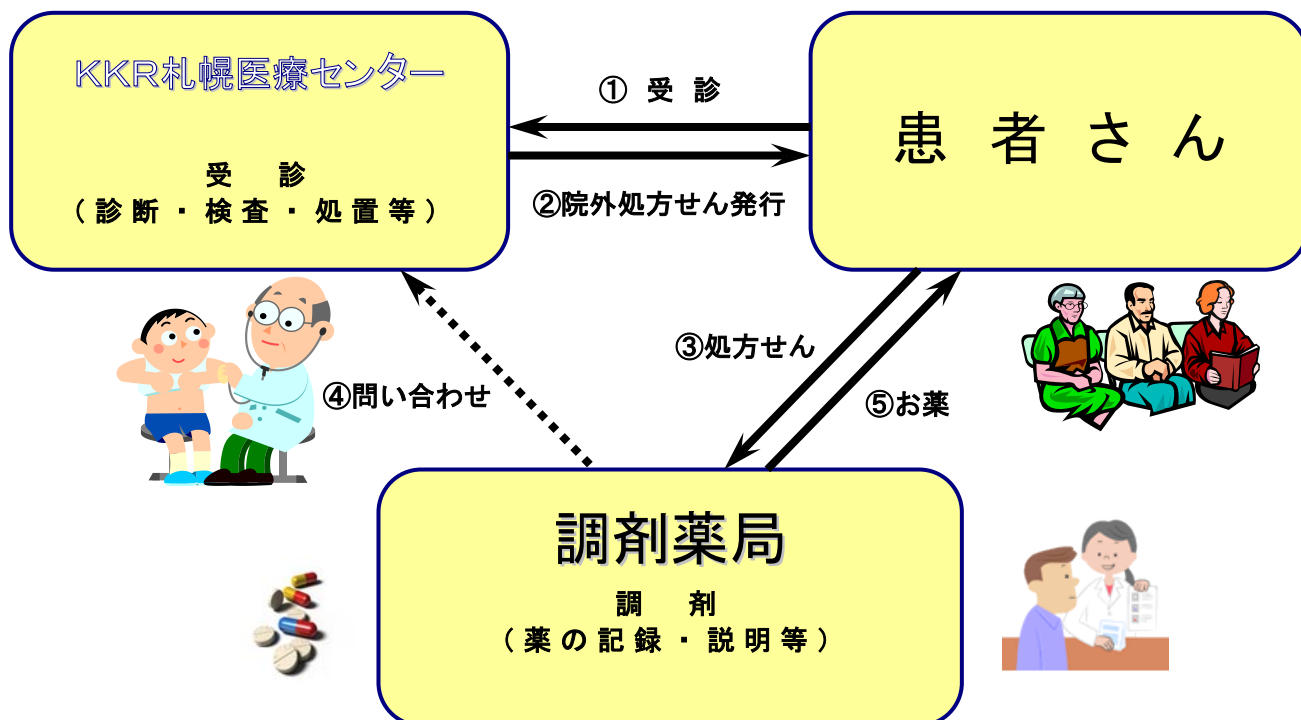 KKR札幌医療センター
受 診
（診断・検査・処置等）
① 受 診
②院外処方せん発行
患 者 さ ん
③処方せん
④問い合わせ
⑤お薬
調剤薬局
調 剤
（薬の記録・説明等）